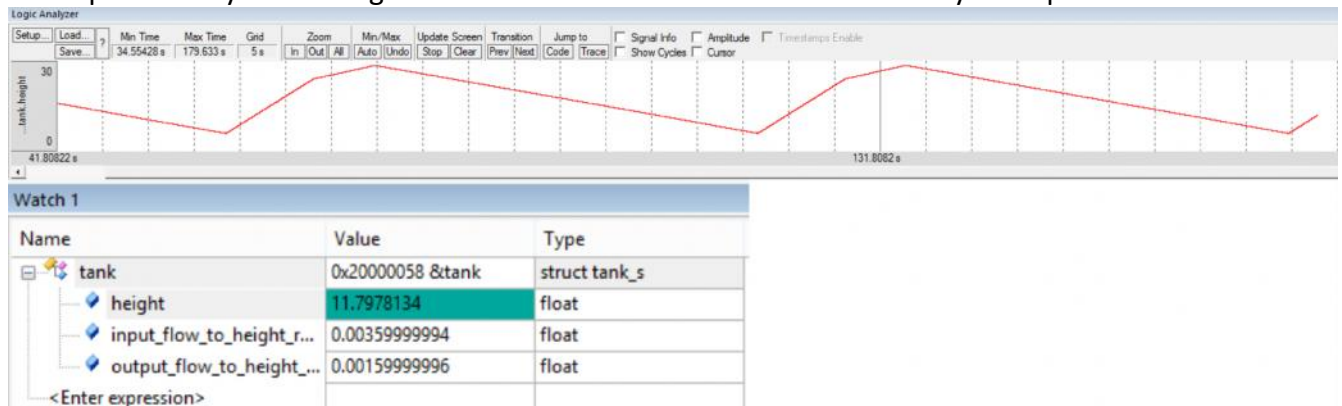 Logic Analyzer
Setup... Load... ? Min Time Max Time Grid Zoom Min/Max Update Screen Transition Jump to Signal Info Amplitude Timestamps Enable
Save... 34.55428 s 179.633 s 5 s In Out All Auto Undo Stop Clear Prev Next Code Trace Show Cycles Cursor
30
...tank.height
0
41.80822 s 131.8082 s
Watch 1
Name Value Type
tank 0x20000058 &tank struct tank_s
height 11.7978134 float
input_flow_to_height_r... 0.00359999994 float
output_flow_to_height_... 0.00159999996 float
<Enter expression>